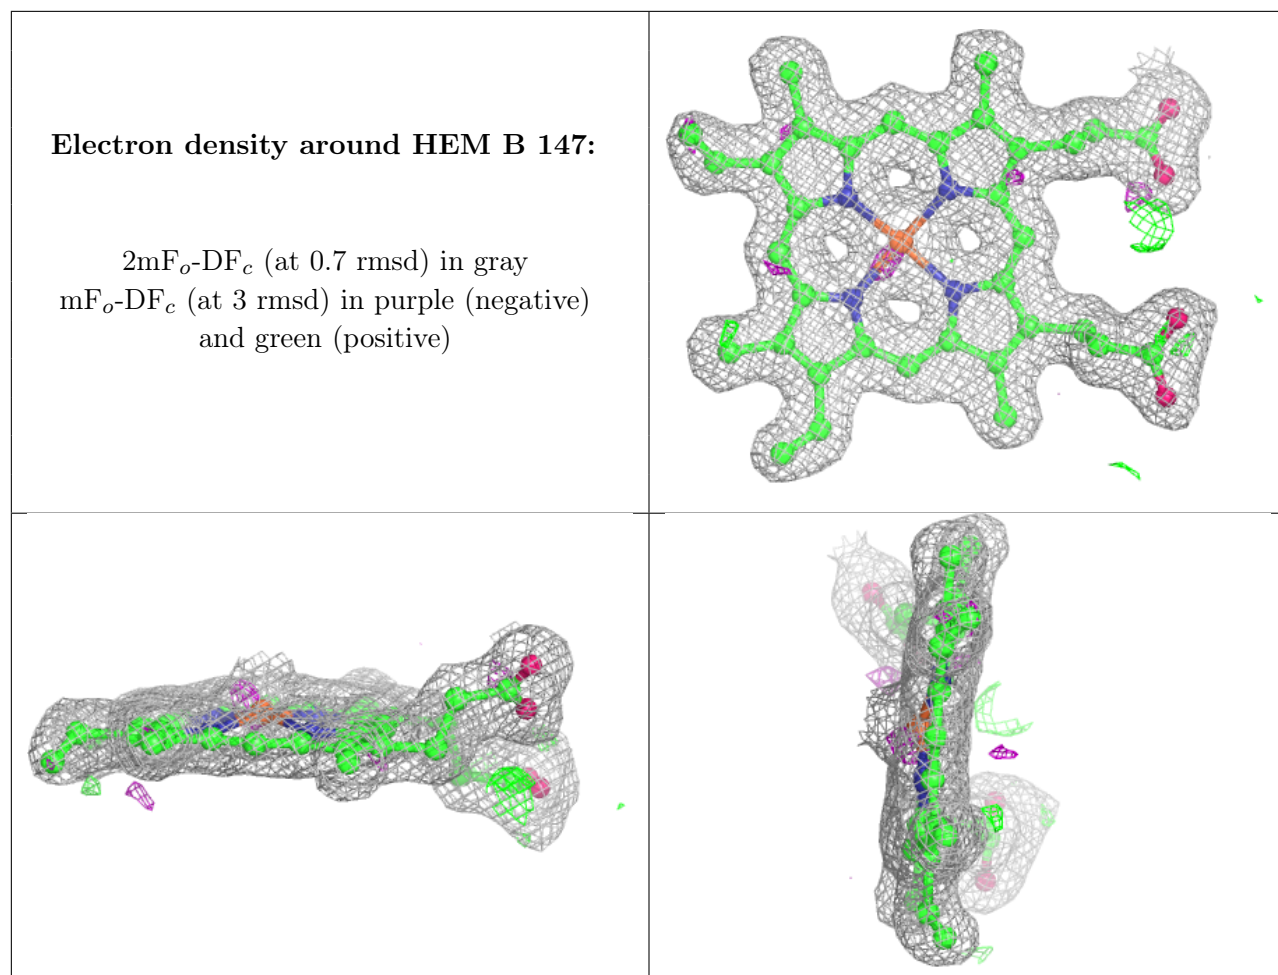 Electron density around HEM B 147:
2mFo-DFc (at 0.7 rmsd) in gray
mFo-DFc (at 3 rmsd) in purple (negative)
and green (positive)